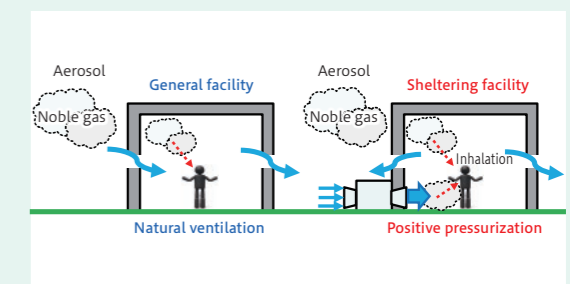 Aerosol
General facility
Noble gas
Natural ventilation
Aerosol
Sheltering facility
Noble gas
Inhalation
Positive pressurization